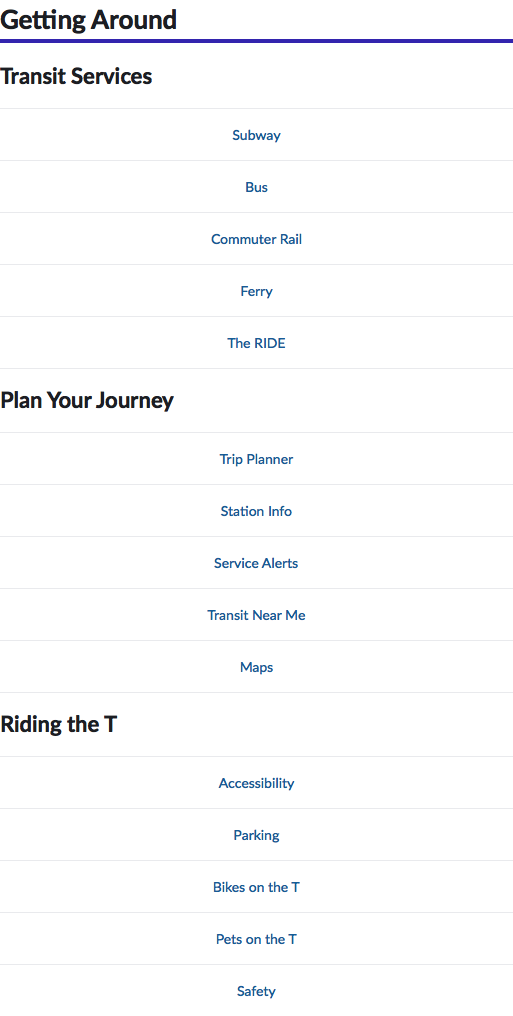 Getting Around
Transit Services
Subway
Bus
Commuter Rail
Ferry
The RIDE
Plan Your Journey
Trip Planner
Station Info
Service Alerts
Transit Near Me
Maps
Riding the T
Accessibility
Parking
Bikes on the T
Pets on the T
Safety